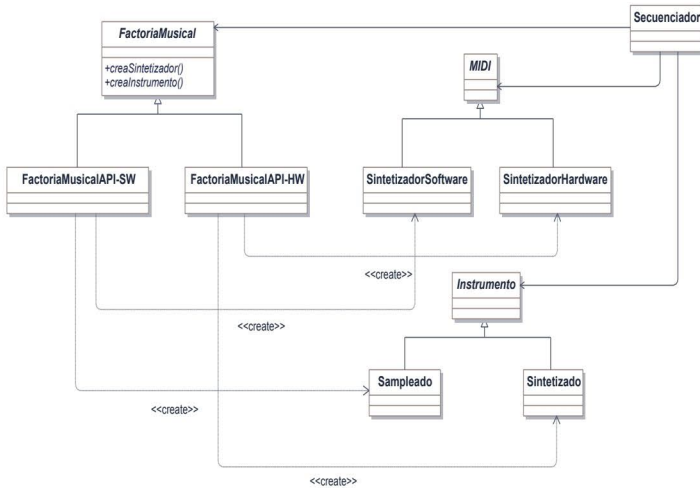 Secuenciador
FactoriaMusical
+creaSintetizador()
+creaInstrumento()
MIDI
FactoriaMusicalAPI-SW
FactoriaMusicalAPI-HW
SintetizadorSoftware
SintetizadorHardware
<<create>>
Instrumento
<<create>>
Sampleado
Sintetizado
<<create>>
<<create>>